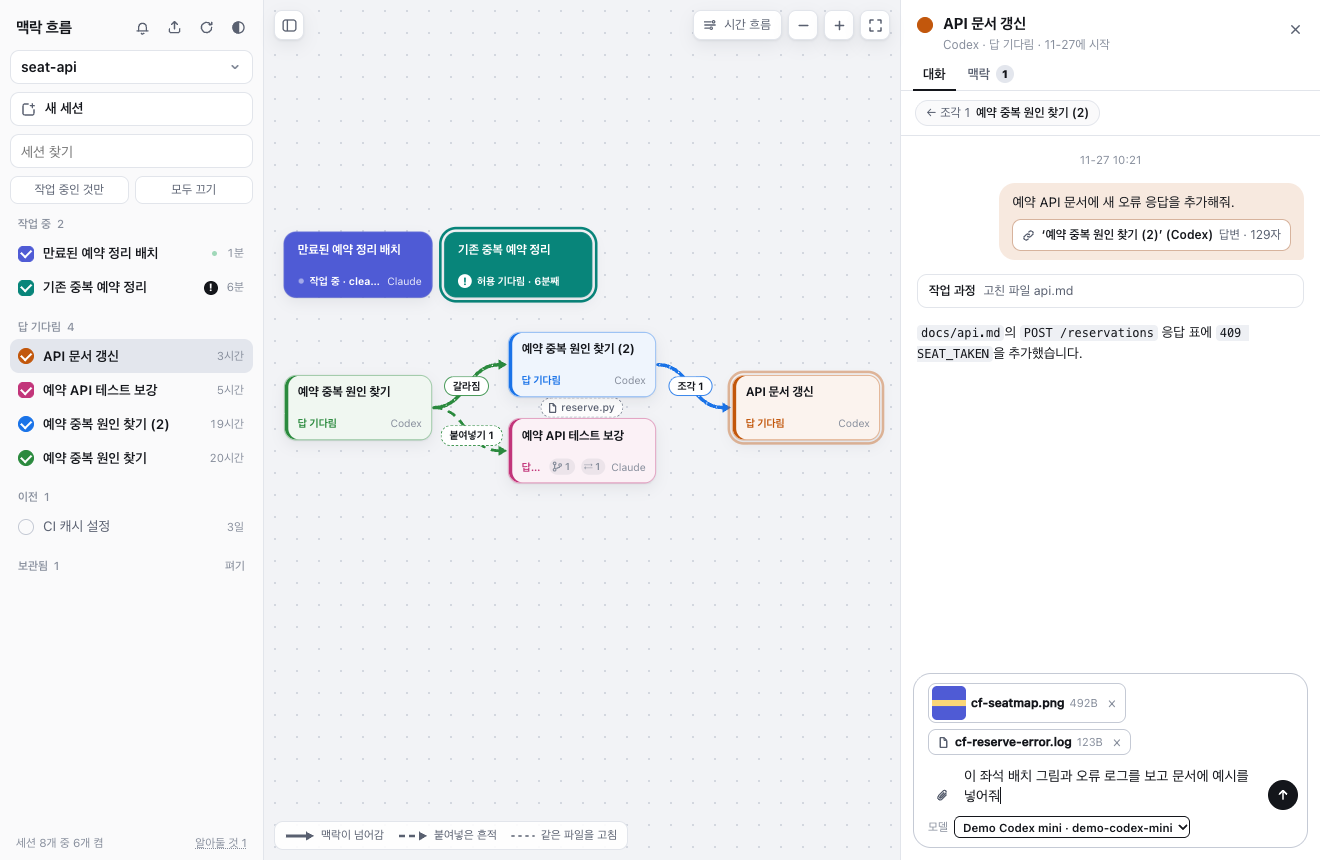 맥락 흐름
seat-api
새 세션
세션 찾기
작업 중인 것만
모두 끄기
작업 중 2
만료된 예약 정리 배치 1분
기존 중복 예약 정리 ! 6분
답 기다림 4
API 문서 갱신 3시간
예약 API 테스트 보강 5시간
예약 중복 원인 찾기 (2) 19시간
예약 중복 원인 찾기 20시간
이전 1
CI 캐시 설정 3일
보관됨 1 펴기
세션 8개 중 6개 켬 알아둘 것 1
시간 흐름
만료된 예약 정리 배치
작업 중 · clea... Claude
기존 중복 예약 정리
! 허용 기다림 · 6분째
예약 중복 원인 찾기
답 기다림 Codex
갈라짐
붙여넣기 1
예약 중복 원인 찾기 (2)
답 기다림 Codex
reserve.py
예약 API 테스트 보강
답... 1 1 Claude
조각 1
API 문서 갱신
답 기다림 Codex
맥락이 넘어감 붙여넣은 흔적 같은 파일을 고침
API 문서 갱신
Codex · 답 기다림 · 11-27에 시작
대화 맥락 1
← 조각 1 예약 중복 원인 찾기 (2)
11-27 10:21
예약 API 문서에 새 오류 응답을 추가해줘.
‘예약 중복 원인 찾기 (2)’ (Codex) 답변 · 129자
작업 과정 고친 파일 api.md
docs/api.md 의 POST /reservations 응답 표에 409
SEAT_TAKEN 을 추가했습니다.
cf-seatmap.png 492B ×
cf-reserve-error.log 123B ×
이 좌석 배치 그림과 오류 로그를 보고 문서에 예시를
넣어줘
모델 Demo Codex mini · demo-codex-mini